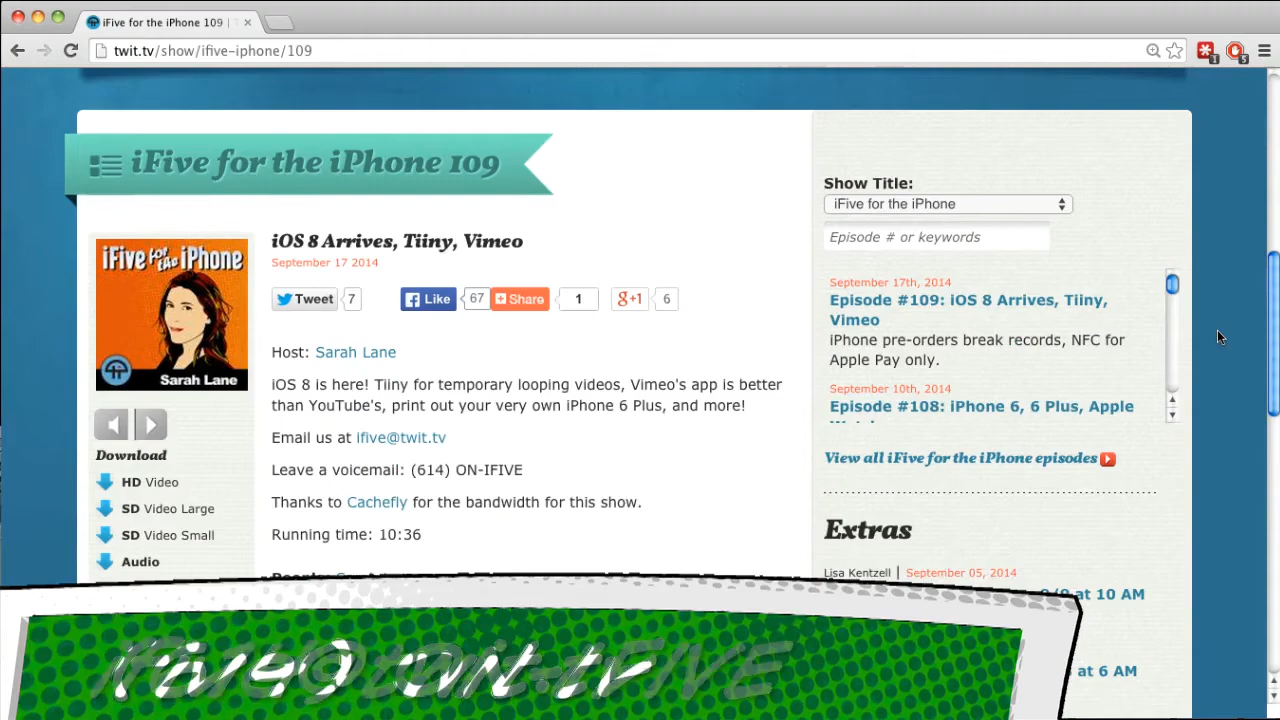 iFive for the iPhone 109 | T
twit.tv/show/ifive-iphone/109
1
5
iFive for the iPhone 109
iFive for the iPhone
Sarah Lane
Download
HD Video
SD Video Large
SD Video Small
Audio
iOS 8 Arrives, Tiiny, Vimeo
September 17 2014
Tweet 7
Like 67
Share 1
g+1 6
Host: Sarah Lane
iOS 8 is here! Tiiny for temporary looping videos, Vimeo's app is better
than YouTube's, print out your very own iPhone 6 Plus, and more!
Email us at ifive@twit.tv
Leave a voicemail: (614) ON-IFIVE
Thanks to Cachefly for the bandwidth for this show.
Running time: 10:36
Show Title:
iFive for the iPhone
Episode # or keywords
September 17th, 2014
Episode #109: iOS 8 Arrives, Tiiny,
Vimeo
iPhone pre-orders break records, NFC for
Apple Pay only.
September 10th, 2014
Episode #108: iPhone 6, 6 Plus, Apple
View all iFive for the iPhone episodes
Extras
Lisa Kentzell | September 05, 2014
at 10 AM
at 6 AM
ifive@twit.tv